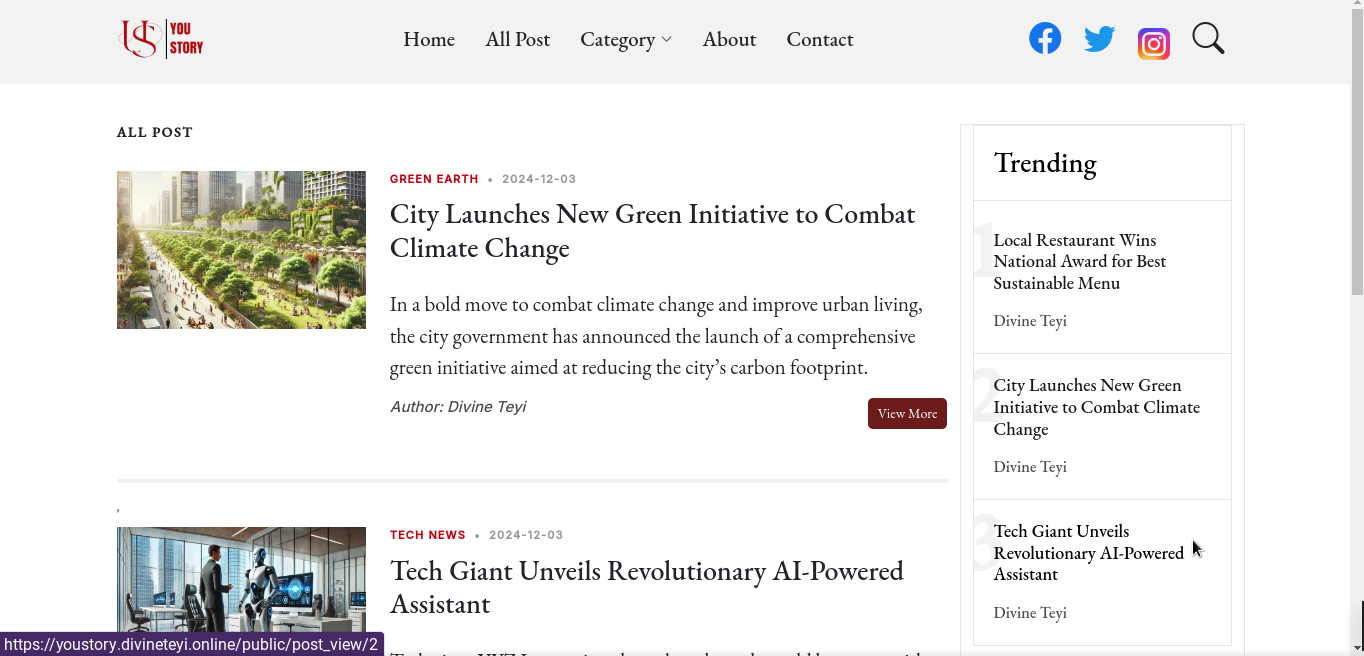 US YOU
STORY
Home All Post Category About Contact
ALL POST
GREEN EARTH • 2024-12-03
City Launches New Green Initiative to Combat
Climate Change
In a bold move to combat climate change and improve urban living,
the city government has announced the launch of a comprehensive
green initiative aimed at reducing the city’s carbon footprint.
Author: Divine Teyi
View More
,
TECH NEWS • 2024-12-03
Tech Giant Unveils Revolutionary AI-Powered
Assistant
Trending
1
Local Restaurant Wins
National Award for Best
Sustainable Menu
Divine Teyi
2
City Launches New Green
Initiative to Combat Climate
Change
Divine Teyi
3
Tech Giant Unveils
Revolutionary AI-Powered
Assistant
Divine Teyi
https://youstory.divineteyi.online/public/post_view/2